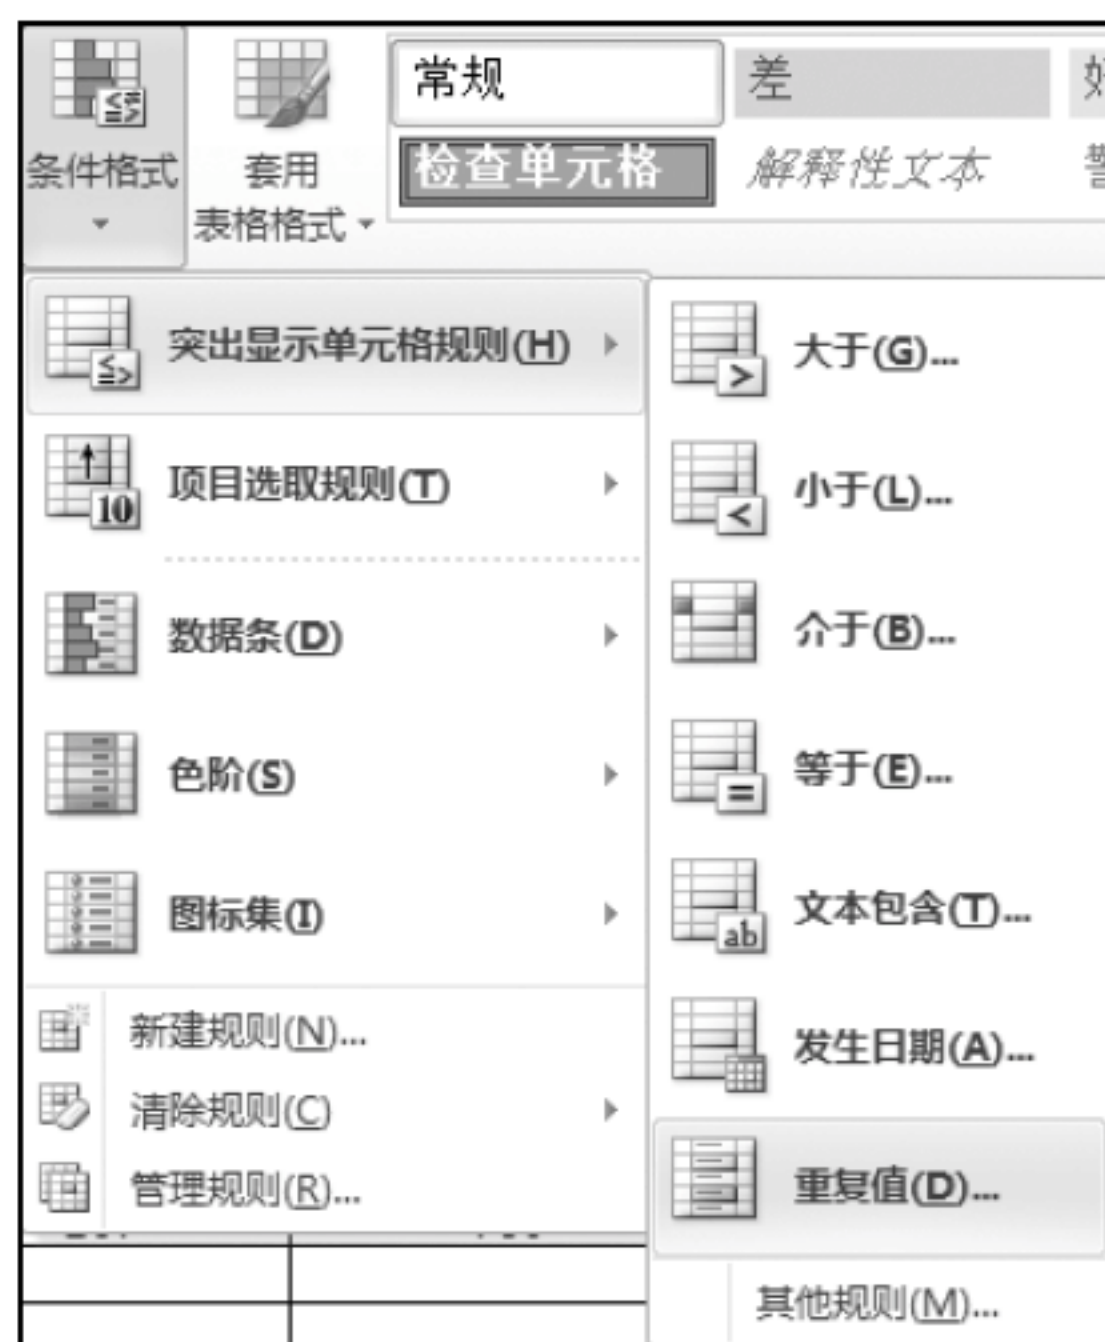 常规
差
条件格式
套用
表格格式
检查单元格
解释性文本
突出显示单元格规则(H)
项目选取规则(T)
数据条(D)
色阶(S)
图标集(I)
新建规则(N)...
清除规则(C)
管理规则(R)...
大于(G)...
小于(L)...
介于(B)...
等于(E)...
文本包含(T)...
发生日期(A)...
重复值(D)...
其他规则(M)...